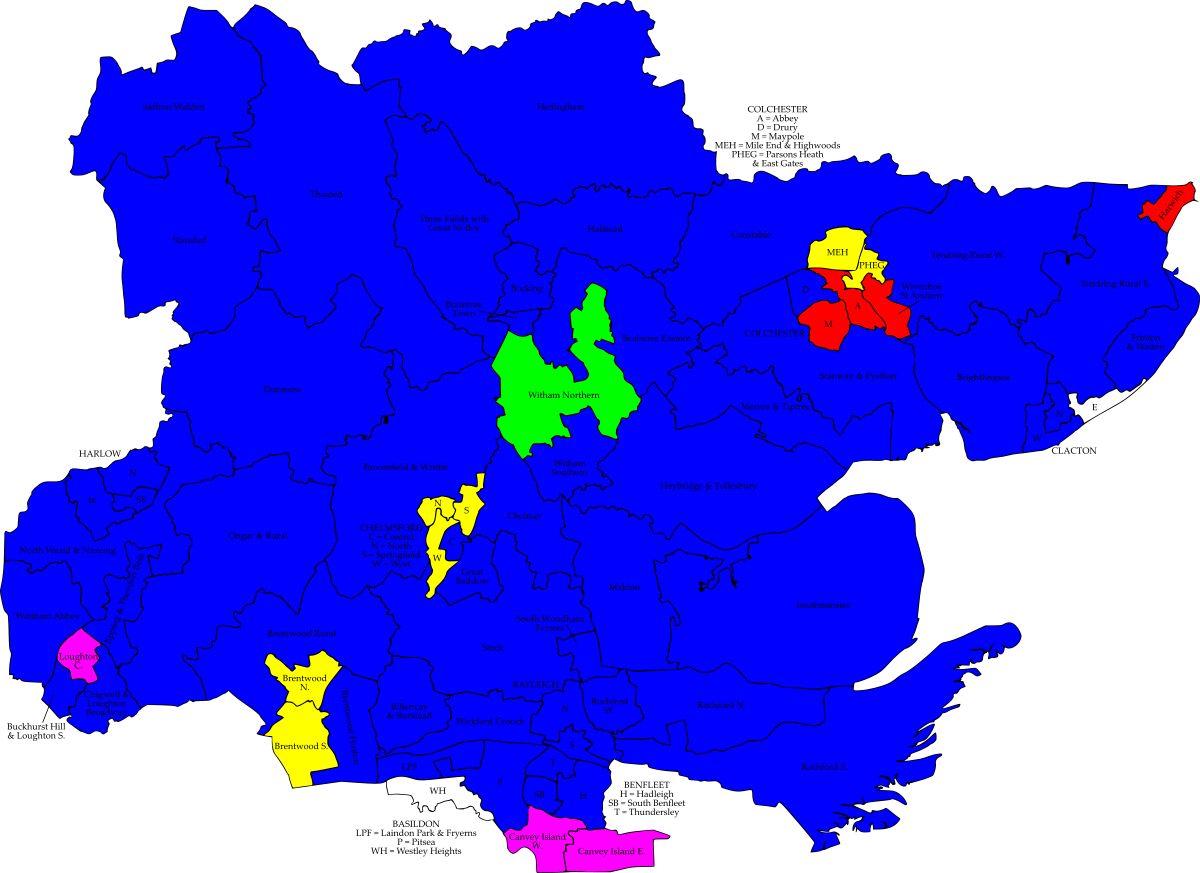 Saffron Walden
Hedingham
COLCHESTER
A = Abbey
D = Drury
M = Maypole
MEH = Mile End & Highwoods
PHEG = Parsons Heath
& East Gates
Thaxted
Stansted
Three Fields with
Great Notley
Halstead
Constable
Harwich
MEH
PHEG
Tendring Rural W.
Tendring Rural E.
Bocking
Braintree
Town
D
A
M
Wivenhoe
St Andrew
COLCHESTER
Braintree Eastern
Frinton
& Walton
Dunmow
Witham Northern
Stanway & Pyefleet
Brightlingsea
Mersea & Tiptree
N
E
W
CLACTON
HARLOW
N
W
SE
Broomfield & Writtle
Witham
Southern
Heybridge & Tollesbury
N
S
C
W
CHELMSFORD
C = Central
N = North
S = Springfield
W = West
Chelmer
Great
Baddow
Ongar & Rural
North Weald & Nazeing
Waltham Abbey
Maldon
Southminster
South Woodham
Ferrers
Stock
Brentwood Rural
Loughton
C.
Chigwell &
Loughton
Broadway
Buckhurst Hill
& Loughton S.
Brentwood
N.
Brentwood S.
Brentwood Hutton
Billericay
& Burstead
Wickford Crouch
RAYLEIGH
N
S
Rochford
W.
Rochford N.
Rochford S.
LPF
P
T
SB
H
WH
BENFLEET
H = Hadleigh
SB = South Benfleet
T = Thundersley
BASILDON
LPF = Laindon Park & Fryerns
P = Pitsea
WH = Westley Heights
Canvey Island
W.
Canvey Island E.